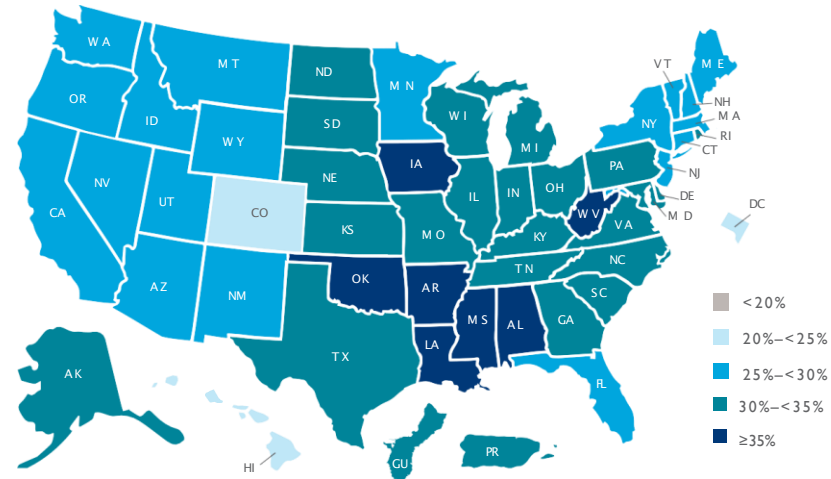 WA
MT
ND
MN
VT
ME
OR
ID
SD
WI
MI
NY
NH
MA
RI
CT
WY
IA
NE
PA
NJ
NV
UT
CO
IL
IN
OH
DE
MD
DC
CA
KS
MO
KY
WV
VA
AZ
NM
OK
AR
TN
NC
SC
MS
AL
GA
LA
TX
FL
AK
HI
GU
PR
<20%
20%–<25%
25%–<30%
30%–<35%
≥35%